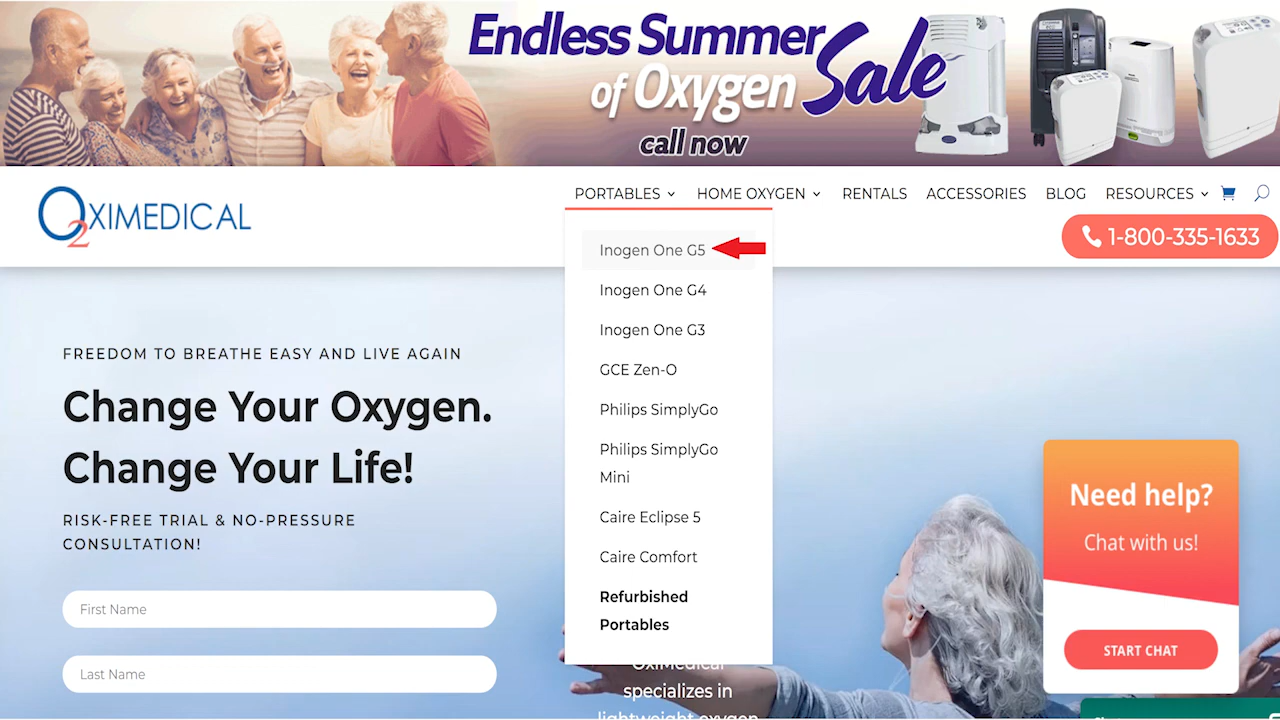 Endless Summer
of Oxygen Sale
call now
O2XIMEDICAL
PORTABLES HOME OXYGEN RENTALS ACCESSORIES BLOG RESOURCES
1-800-335-1633
Inogen One G5
Inogen One G4
Inogen One G3
GCE Zen-O
Philips SimplyGo
Philips SimplyGo
Mini
Caire Eclipse 5
Caire Comfort
Refurbished
Portables
FREEDOM TO BREATHE EASY AND LIVE AGAIN
Change Your Oxygen.
Change Your Life!
RISK-FREE TRIAL & NO-PRESSURE
CONSULTATION!
First Name
Last Name
Oximedical
specializes in
lightweight oxygen
Need help?
Chat with us!
START CHAT